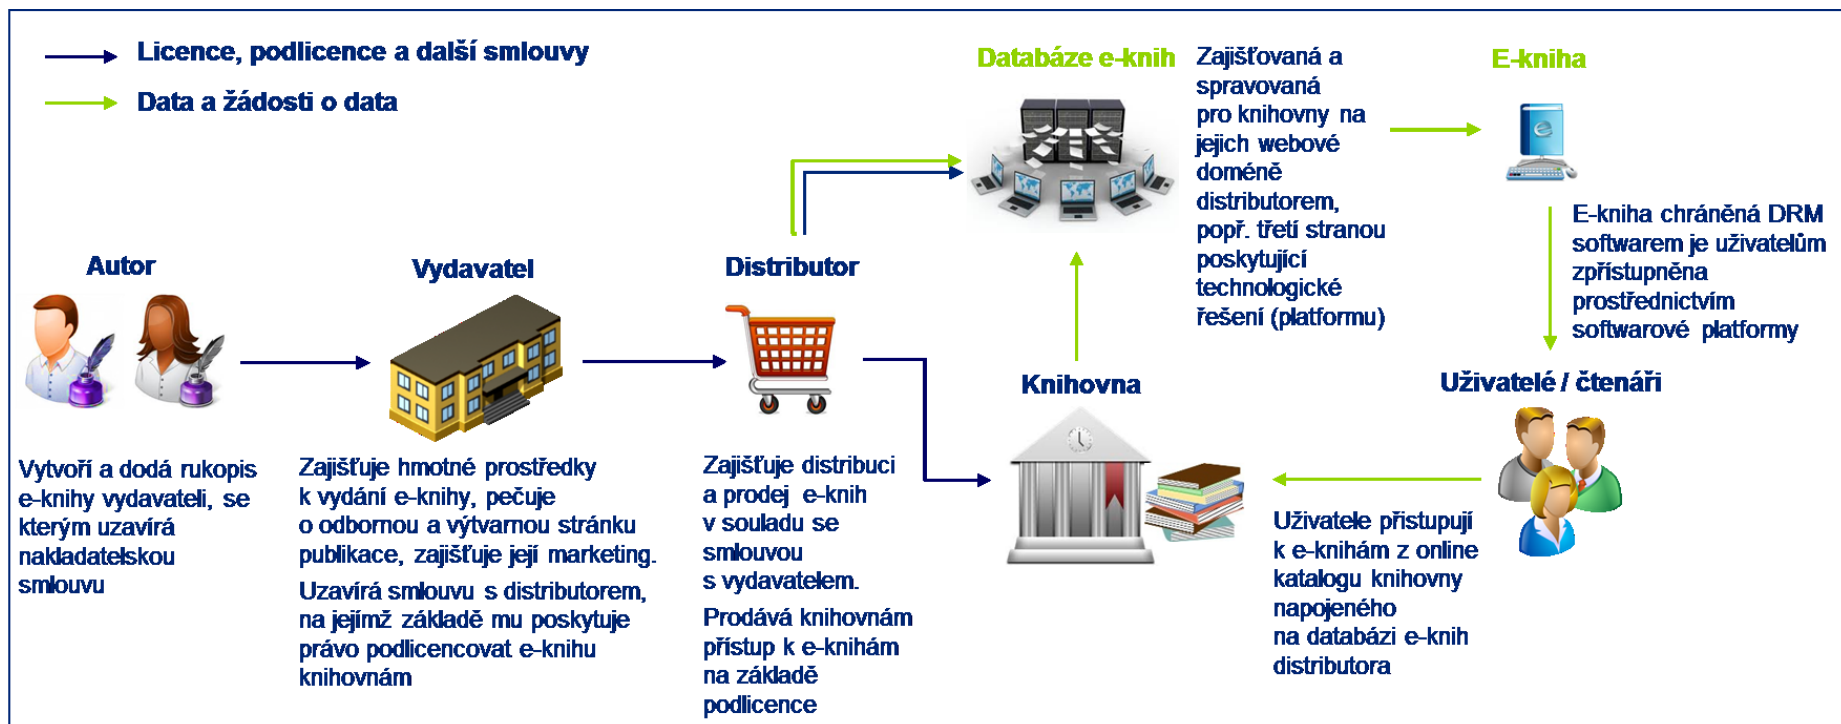 Licence, podlicence a další smlouvy
Data a žádosti o data
Databáze e-knih
Zajišťovaná a
spravovaná
pro knihovny na
jejich webové
doméně
distributorem,
popř. třetí stranou
poskytující
technologické
řešení (platformu)
E-kniha
E-kniha chráněná DRM
softwarem je uživatelům
zpřístupněna
prostřednictvím
softwarové platformy
Autor
Vytvoří a dodá rukopis
e-knihy vydavateli, se
kterým uzavírá
nakladatelskou
smlouvu
Vydavatel
Zajišťuje hmotné prostředky
k vydání e-knihy, pečuje
o odbornou a výtvarnou stránku
publikace, zajišťuje její marketing.
Uzavírá smlouvu s distributorem,
na jejímž základě mu poskytuje
právo podlicencovat e-knihu
knihovnám
Distributor
Zajišťuje distribuci
a prodej e-knih
v souladu se
smlouvou
s vydavatelem.
Prodává knihovnám
přístup k e-knihám
na základě
podlicence
Knihovna
Uživatelé / čtenáři
Uživatele přistupují
k e-knihám z online
katalogu knihovny
napojeného
na databázi e-knih
distributora